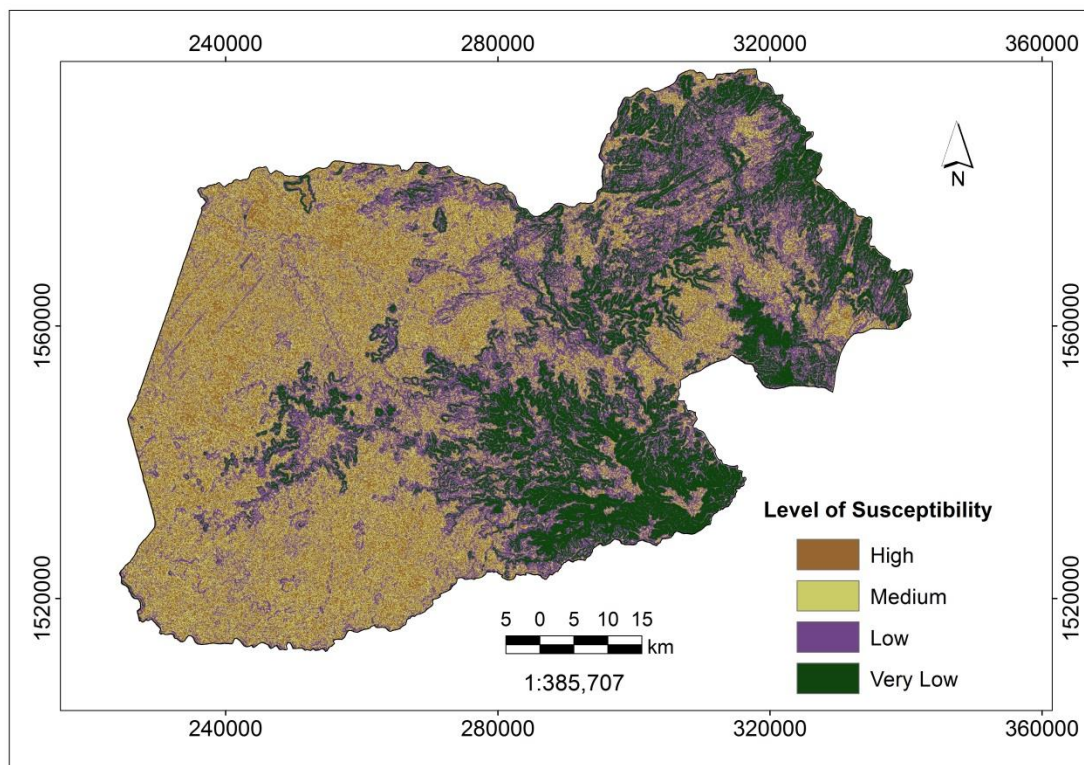 240000 280000 320000 360000
N
1560000 1560000
1520000 1520000
Level of Susceptibility
High
Medium
Low
Very Low
5 0 5 10 15
km
1:385,707
240000 280000 320000 360000